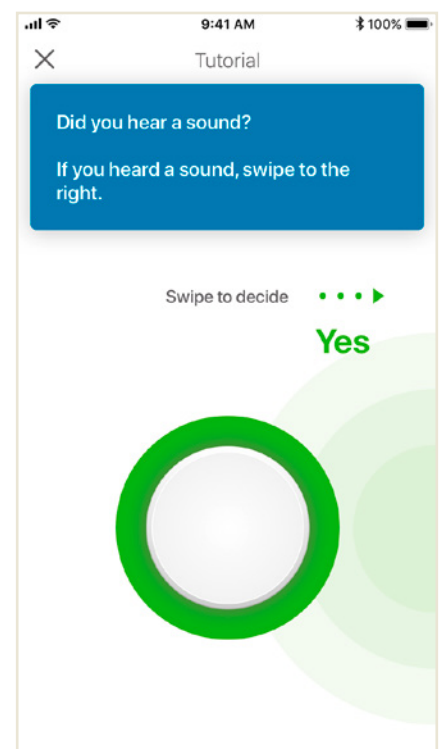 9:41 AM
100%
Tutorial
Did you hear a sound?
If you heard a sound, swipe to the
right.
Swipe to decide
Yes